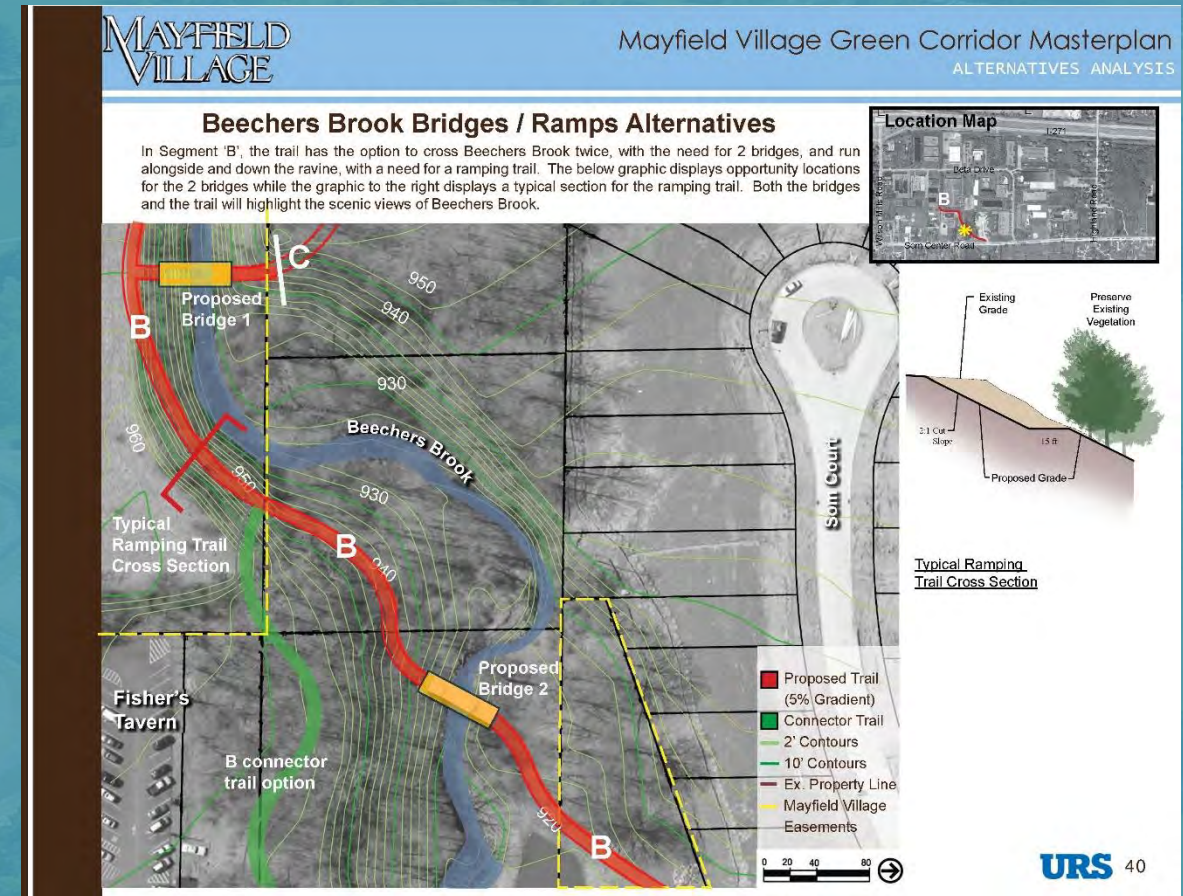 MAYFIELD
VILLAGE
Mayfield Village Green Corridor Masterplan
ALTERNATIVES ANALYSIS
Beechers Brook Bridges / Ramps Alternatives
In Segment 'B', the trail has the option to cross Beechers Brook twice, with the need for 2 bridges, and run
alongside and down the ravine, with a need for a ramping trail. The below graphic displays opportunity locations
for the 2 bridges while the graphic to the right displays a typical section for the ramping trail. Both the bridges
and the trail will highlight the scenic views of Beechers Brook.
Location Map
I-271
Beta Drive
Wilson Mills Road
B
Highland Road
Som Center Road
C
Proposed
Bridge 1
B
950
940
930
Beechers Brook
960
950
930
Typical
Ramping Trail
Cross Section
B
940
Som Court
Proposed
Bridge 2
Fisher's
Tavern
B connector
trail option
920
B
Existing
Grade
Preserve
Existing
Vegetation
2:1 Cut
Slope
15 ft
Proposed Grade
Typical Ramping
Trail Cross Section
Proposed Trail
(5% Gradient)
Connector Trail
2' Contours
10' Contours
Ex. Property Line
Mayfield Village
Easements
0 20 40 80
URS 40